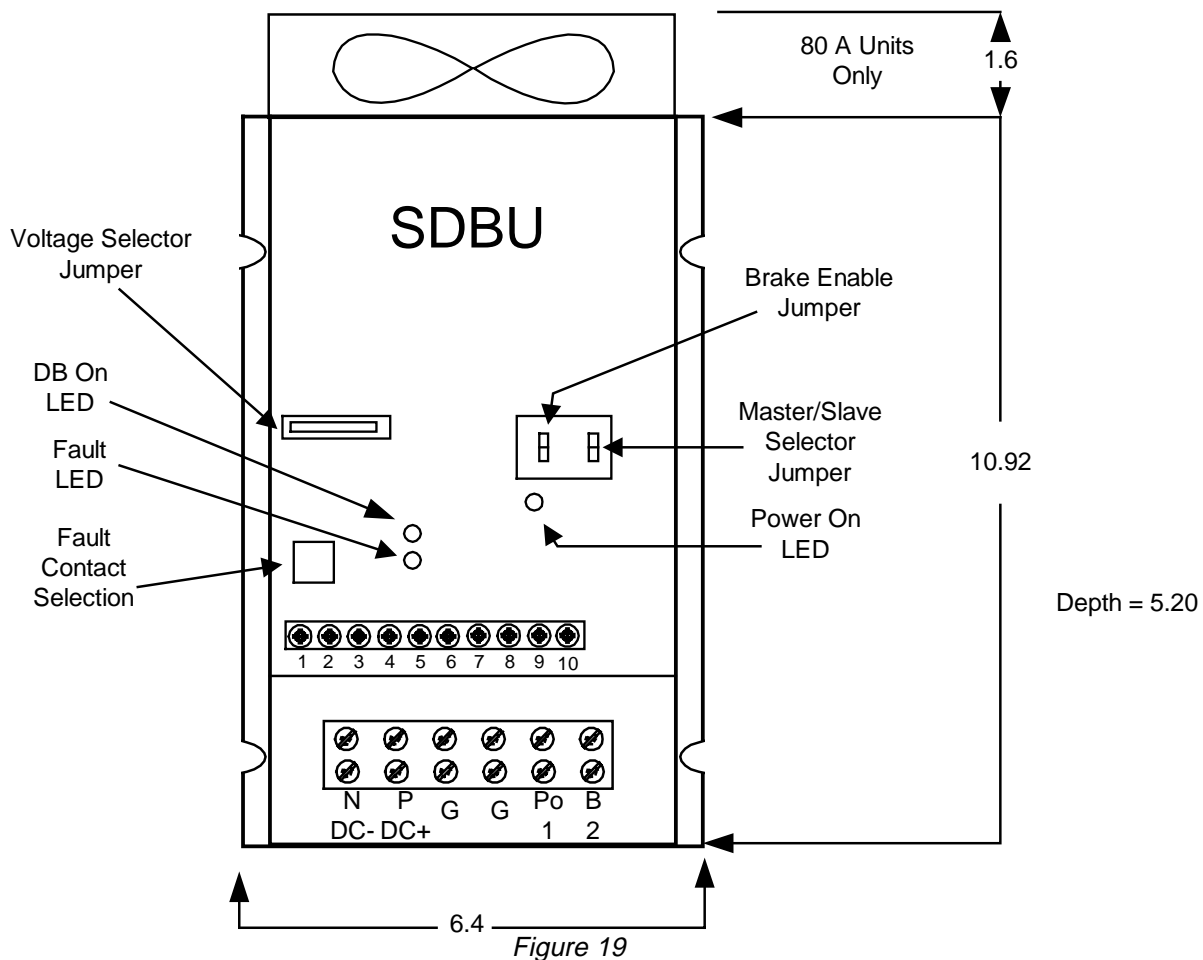 80 A Units
Only
1.6
SDBU
Voltage Selector
Jumper
Brake Enable
Jumper
DB On
LED
Master/Slave
Selector
Jumper
Fault
LED
10.92
Power On
LED
Fault
Contact
Selection
Depth = 5.20
1 2 3 4 5 6 7 8 9 10
N P G G Po B
DC- DC+ 1 2
6.4
Figure 19